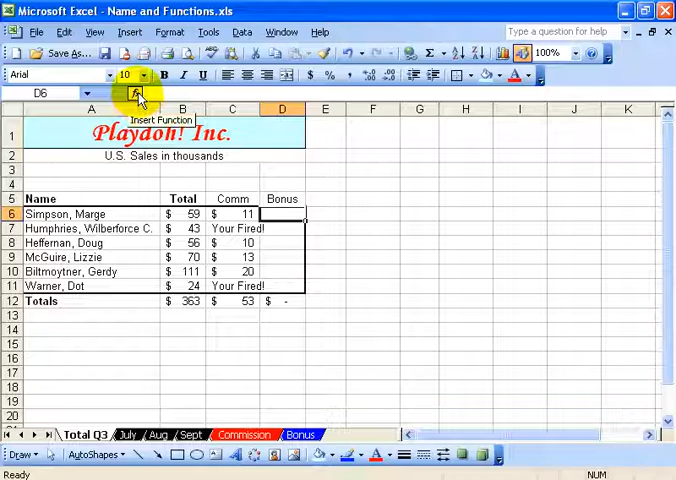 Microsoft Excel - Name and Functions.xls
File Edit View Insert Format Tools Data Window Help Type a question for help
Save As... Σ 100%
Arial 10 B I U $ % ,
D6
Insert Function
A B C D E F G H I J K
1 Playdoh! Inc.
2 U.S. Sales in thousands
3
4
5 Name Total Comm Bonus
6 Simpson, Marge $ 59 $ 11
7 Humphries, Wilberforce C. $ 43 Your Fired!
8 Heffernan, Doug $ 56 $ 10
9 McGuire, Lizzie $ 70 $ 13
10 Biltmoytner, Gerdy $ 111 $ 20
11 Warner, Dot $ 24 Your Fired!
12 Totals $ 363 $ 53 $ -
13
14
15
16
17
18
19
20
Total Q3 July Aug Sept Commission Bonus
Draw AutoShapes A
Ready NUM